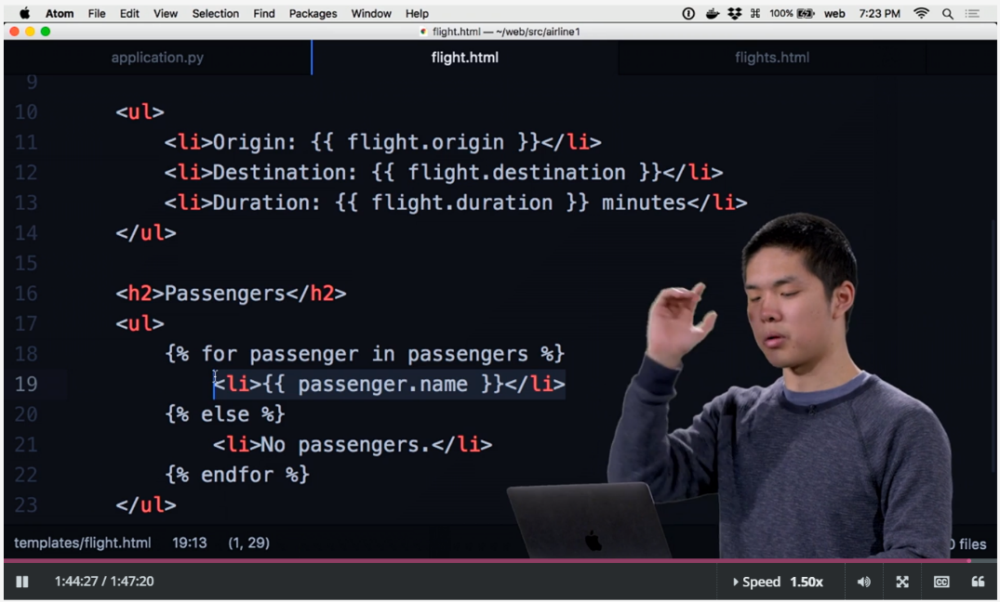 Atom File Edit View Selection Find Packages Window Help 100% web 7:23 PM
flight.html — ~/web/src/airline1
application.py flight.html flights.html
9
10 <ul>
11 <li>Origin: {{ flight.origin }}</li>
12 <li>Destination: {{ flight.destination }}</li>
13 <li>Duration: {{ flight.duration }} minutes</li>
14 </ul>
15
16 <h2>Passengers</h2>
17 <ul>
18 {% for passenger in passengers %}
19 <li>{{ passenger.name }}</li>
20 {% else %}
21 <li>No passengers.</li>
22 {% endfor %}
23 </ul>
templates/flight.html 19:13 (1, 29) 0 files
1:44:27 / 1:47:20 Speed 1.50x CC